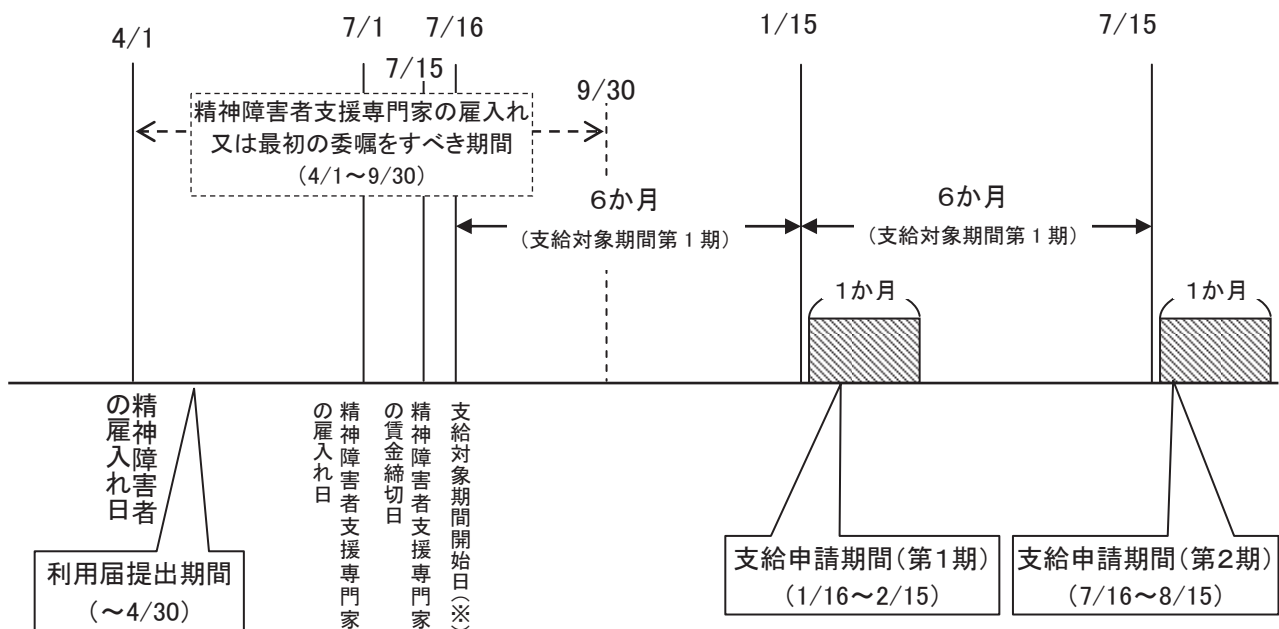 4/1
7/1
7/16
1/15
7/15
7/15
9/30
精神障害者支援専門家の雇入れ
又は最初の委嘱をすべき期間
(4/1~9/30)
6か月
(支給対象期間第1期)
6か月
(支給対象期間第1期)
1か月
1か月
精神障害者
の雇入れ日
精神障害者支援専門家
の雇入れ日
精神障害者支援専門家
の賃金締切日
支給対象期間開始日(※)
利用届提出期間
(~4/30)
支給申請期間(第1期)
(1/16~2/15)
支給申請期間(第2期)
(7/16~8/15)